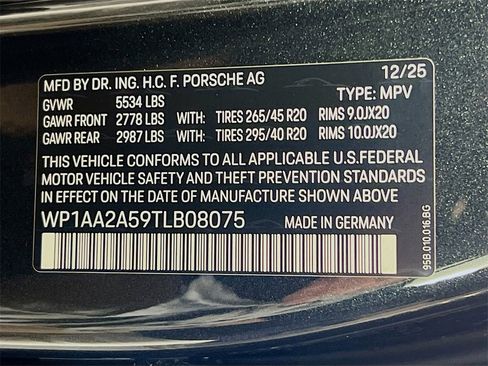 MFD BY DR. ING. H.C. F. PORSCHE AG 12/25
GVWR 5534 LBS TYPE: MPV
GAWR FRONT 2778 LBS WITH: TIRES 265/45 R20 RIMS 9.0JX20
GAWR REAR 2987 LBS WITH: TIRES 295/40 R20 RIMS 10.0JX20
THIS VEHICLE CONFORMS TO ALL APPLICABLE U.S.FEDERAL
MOTOR VEHICLE SAFETY AND THEFT PREVENTION STANDARDS
IN EFFECT ON THE DATE OF MANUFACTURE SHOWN ABOVE.
WP1AA2A59TLB08075 MADE IN GERMANY
95B.010.016.BG